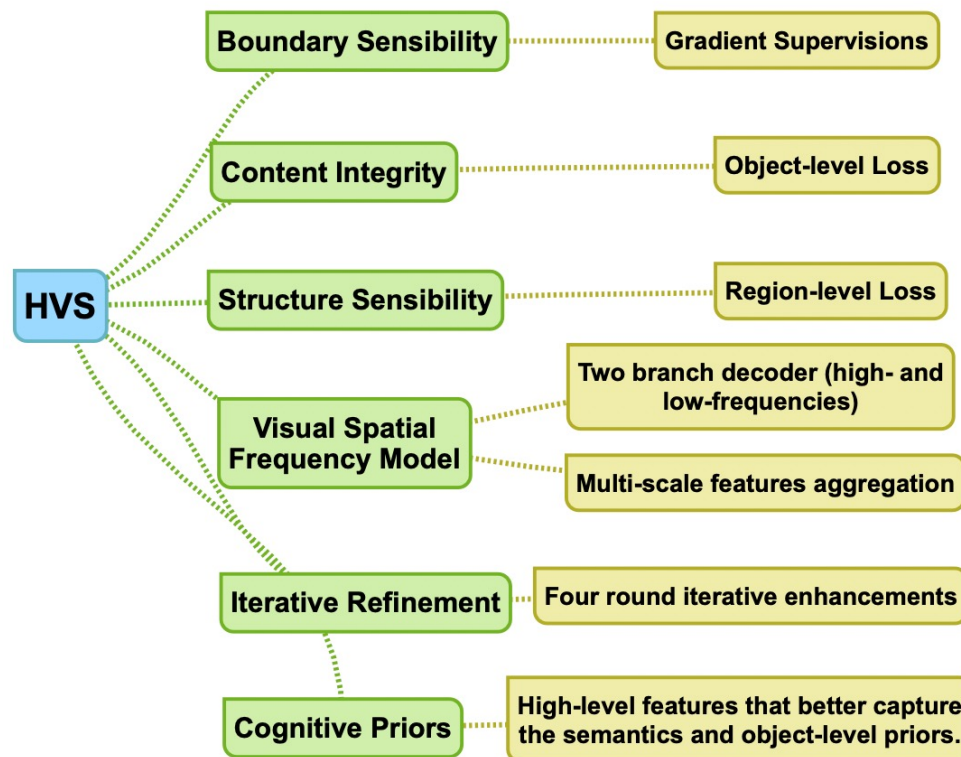 Boundary Sensibility
Gradient Supervisions
Content Integrity
Object-level Loss
HVS
Structure Sensibility
Region-level Loss
Visual Spatial
Frequency Model
Two branch decoder (high- and
low-frequencies)
Multi-scale features aggregation
Iterative Refinement
Four round iterative enhancements
Cognitive Priors
High-level features that better capture
the semantics and object-level priors.